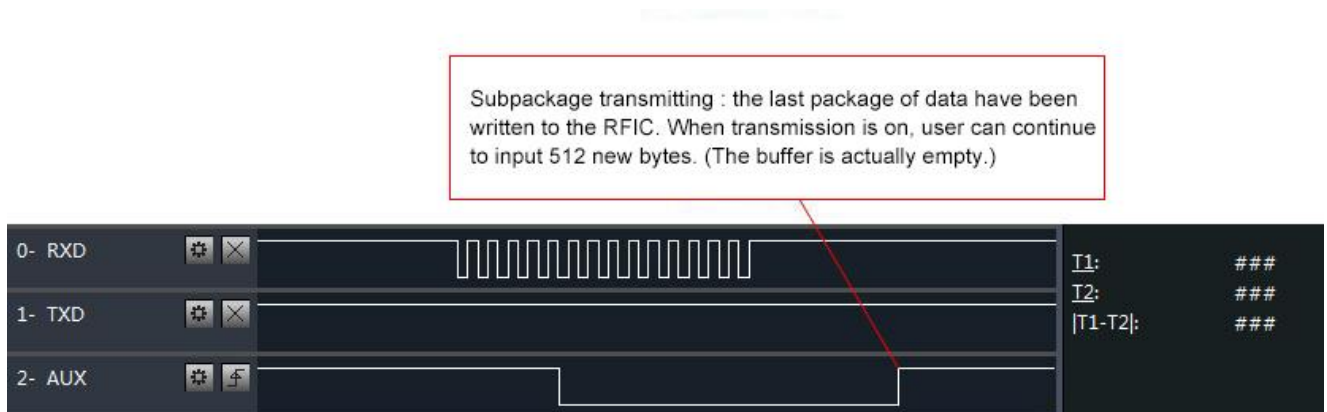 Subpackage transmitting : the last package of data have been
written to the RFIC. When transmission is on, user can continue
to input 512 new bytes. (The buffer is actually empty.)
0- RXD
T1: ###
T2: ###
1- TXD
|T1-T2|: ###
2- AUX